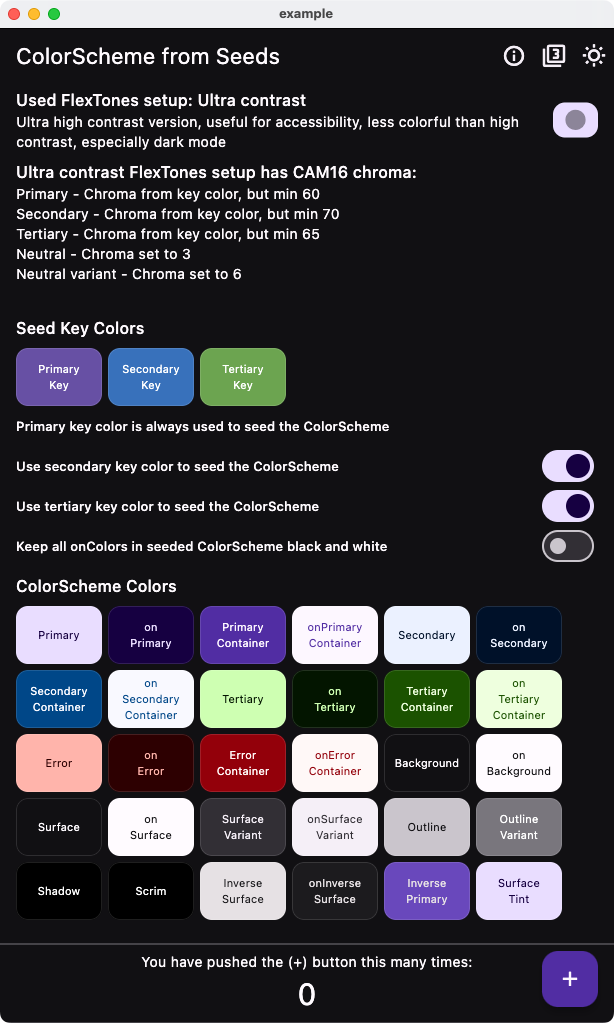 example
ColorScheme from Seeds
3
Used FlexTones setup: Ultra contrast
Ultra high contrast version, useful for accessibility, less colorful than high
contrast, especially dark mode
Ultra contrast FlexTones setup has CAM16 chroma:
Primary - Chroma from key color, but min 60
Secondary - Chroma from key color, but min 70
Tertiary - Chroma from key color, but min 65
Neutral - Chroma set to 3
Neutral variant - Chroma set to 6
Seed Key Colors
Primary
Key
Secondary
Key
Tertiary
Key
Primary key color is always used to seed the ColorScheme
Use secondary key color to seed the ColorScheme
Use tertiary key color to seed the ColorScheme
Keep all onColors in seeded ColorScheme black and white
ColorScheme Colors
Primary
on
Primary
Primary
Container
onPrimary
Container
Secondary
on
Secondary
Secondary
Container
on
Secondary
Container
Tertiary
on
Tertiary
Tertiary
Container
on
Tertiary
Container
Error
on
Error
Error
Container
onError
Container
Background
on
Background
Surface
on
Surface
Surface
Variant
onSurface
Variant
Outline
Outline
Variant
Shadow
Scrim
Inverse
Surface
onInverse
Surface
Inverse
Primary
Surface
Tint
You have pushed the (+) button this many times:
0
+